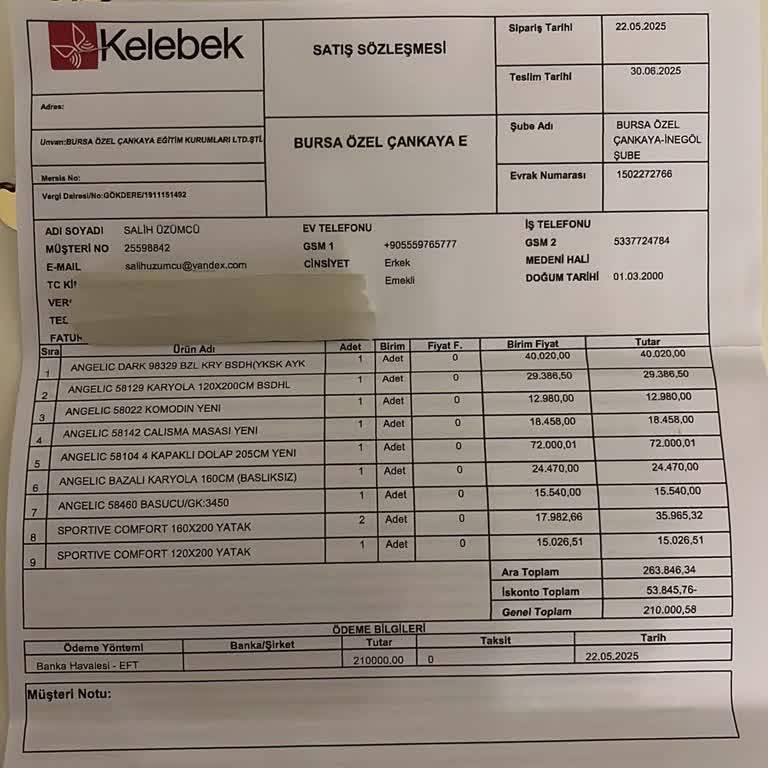 Kelebek
SATIŞ SÖZLEŞMESİ
Sipariş Tarihi 22.05.2025
Teslim Tarihi 30.06.2025
Adres:
Unvan:BURSA ÖZEL ÇANKAYA EĞİTİM KURUMLARI LTD.ŞTİ.
BURSA ÖZEL ÇANKAYA E
Şube Adı BURSA ÖZEL
ÇANKAYA-İNEGÖL
ŞUBE
Mersis No:
Vergi Dairesi/No:GÖKDERE/1911151492
Evrak Numarası 1502272766
ADI SOYADI SALİH ÜZÜMCÜ EV TELEFONU İŞ TELEFONU
MÜŞTERİ NO 25598842 GSM 1 +905559765777 GSM 2 5337724784
E-MAIL salihuzumcu@yandex.com CİNSİYET Erkek MEDENİ HALİ
TC Emekli DOĞUM TARİHİ 01.03.2000
Sıra Ürün Adı Adet Birim Fiyat F. Birim Fiyat Tutar
1 ANGELIC DARK 98329 BZL KRY BSDH(YKSK AYK 1 Adet 0 40.020,00 40.020,00
2 ANGELIC 58129 KARYOLA 120X200CM BSDHL 1 Adet 0 29.386,50 29.386,50
3 ANGELIC 58022 KOMODIN YENI 1 Adet 0 12.980,00 12.980,00
4 ANGELIC 58142 CALISMA MASASI YENI 1 Adet 0 18.458,00 18.458,00
5 ANGELIC 58104 4 KAPAKLI DOLAP 205CM YENI 1 Adet 0 72.000,01 72.000,01
6 ANGELIC BAZALI KARYOLA 160CM (BASLIKSIZ) 1 Adet 0 24.470,00 24.470,00
7 ANGELIC 58460 BASUCU/GK:3450 1 Adet 0 15.540,00 15.540,00
8 SPORTIVE COMFORT 160X200 YATAK 2 Adet 0 17.982,66 35.965,32
9 SPORTIVE COMFORT 120X200 YATAK 1 Adet 0 15.026,51 15.026,51
Ara Toplam 263.846,34
İskonto Toplam 53.845,76-
Genel Toplam 210.000,58
ÖDEME BİLGİLERİ
Ödeme Yöntemi Banka/Şirket Tutar Taksit Tarih
Banka Havalesi - EFT 210000.00 0 22.05.2025
Müşteri Notu: